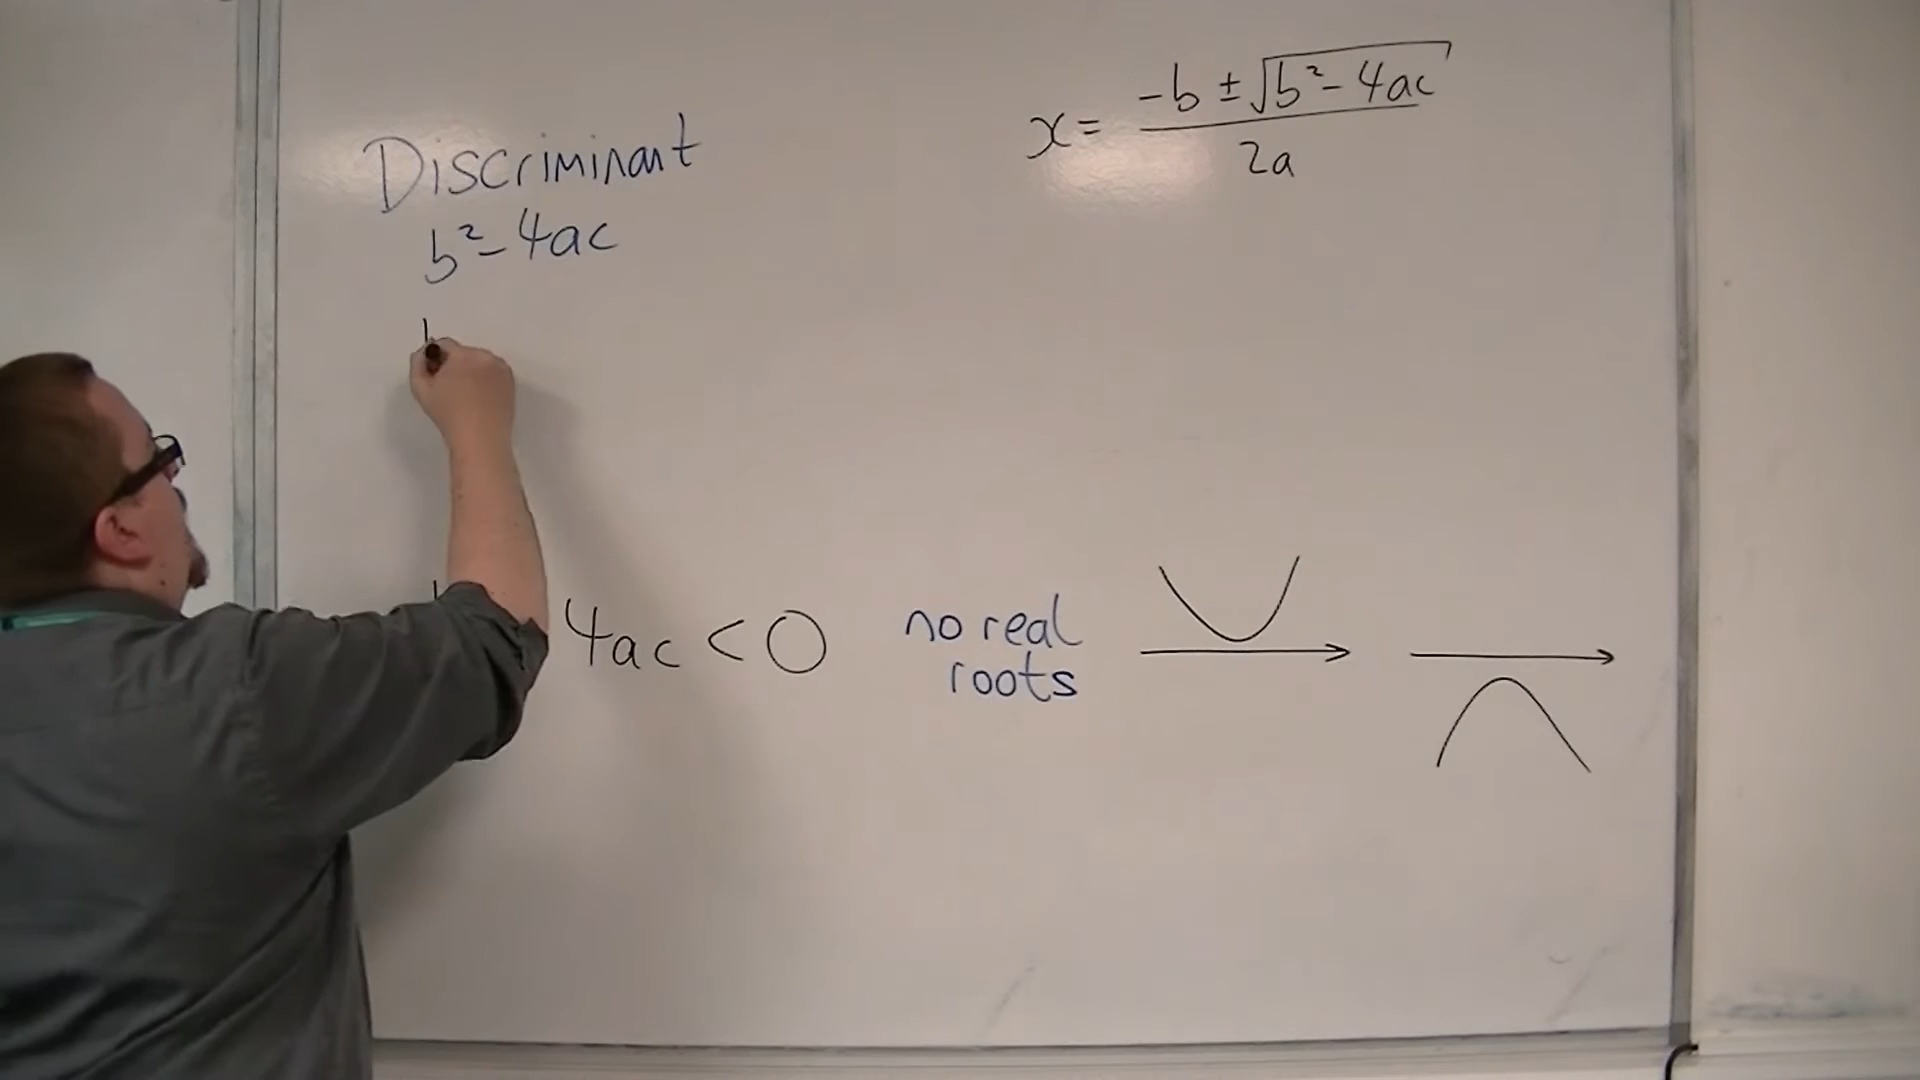 Discriminant
b² - 4ac
x = -b ± √b² - 4ac
2a
4ac < 0
no real
roots